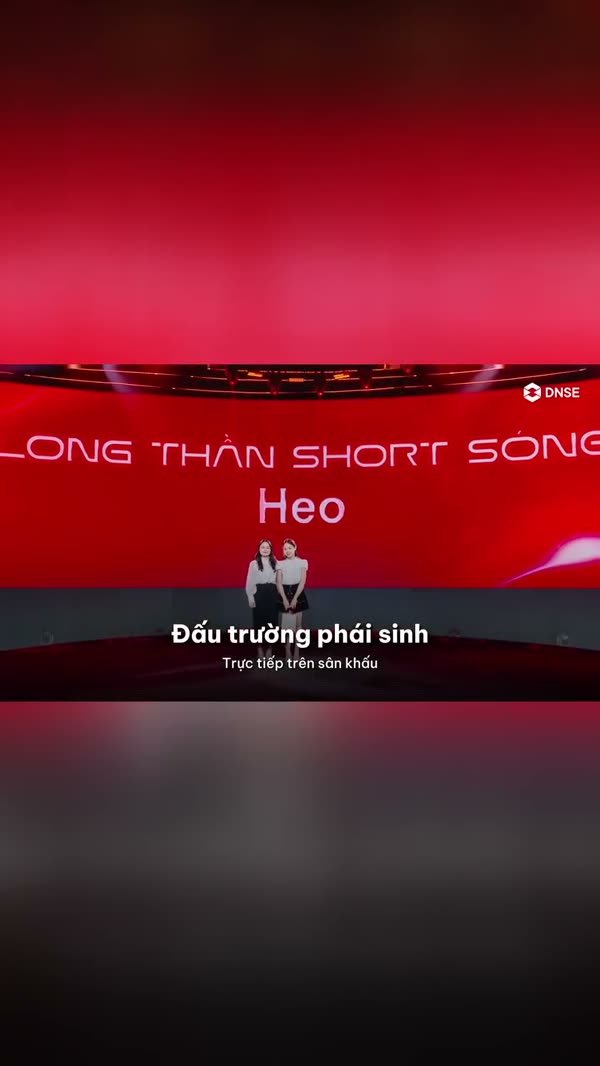 DNSE
LONG THẦN SHORT SÓNG
Heo
Đấu trường phái sinh
Trực tiếp trên sân khấu